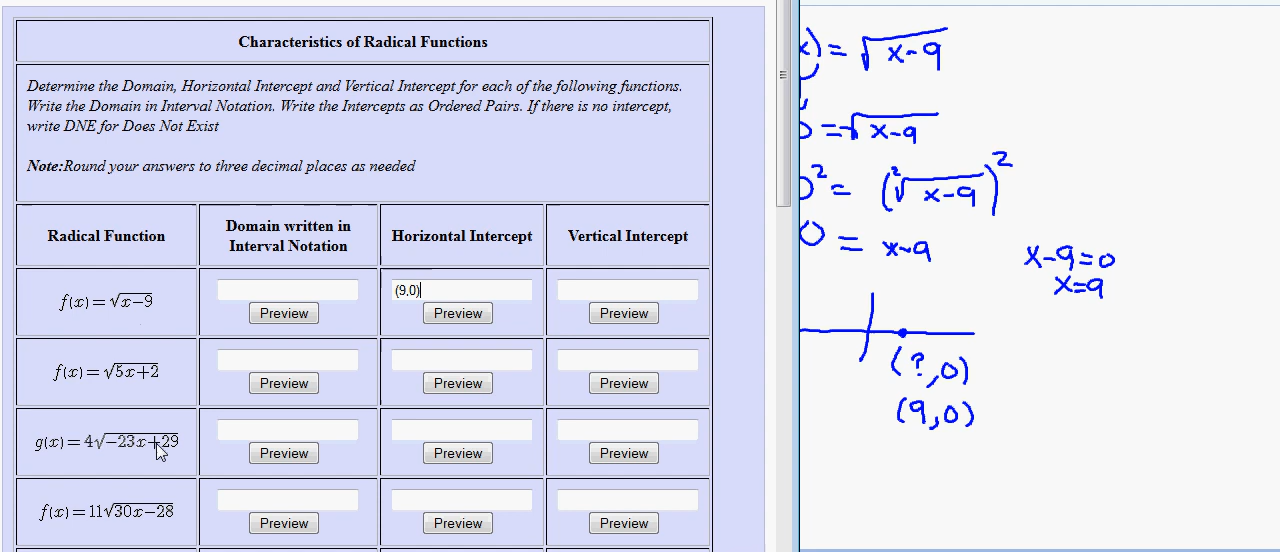 Characteristics of Radical Functions
Determine the Domain, Horizontal Intercept and Vertical Intercept for each of the following functions.
Write the Domain in Interval Notation. Write the Intercepts as Ordered Pairs. If there is no intercept,
write DNE for Does Not Exist
Note:Round your answers to three decimal places as needed
Radical Function
Domain written in
Interval Notation
Horizontal Intercept
Vertical Intercept
f(x)=√x−9
(9,0)
Preview
Preview
Preview
f(x)=√5x+2
Preview
Preview
Preview
g(x)=4√−23x+29
Preview
Preview
Preview
f(x)=11√30x−28
Preview
Preview
Preview
x) = √x-9
0 = √x-9
0² = (²√x-9)²
0 = x-9
x-9=0
x=9
(?,0)
(9,0)